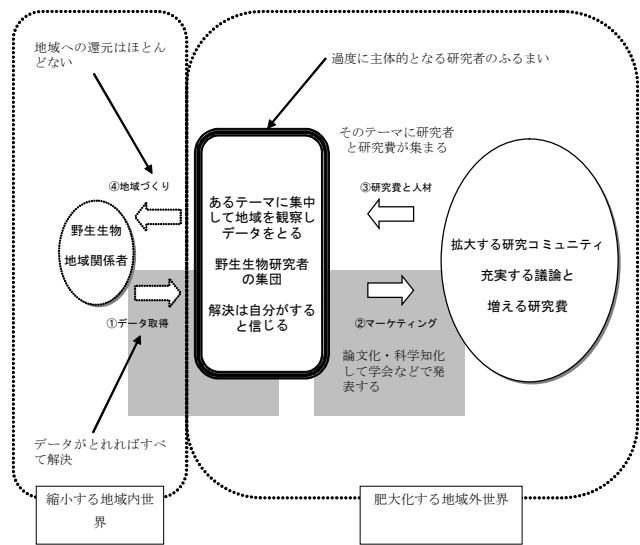 地域への還元はほとん
どない
過度に主体的となる研究者のふるまい
そのテーマに研究者
と研究費が集まる
④地域づくり
③研究費と人材
あるテーマに集中
して地域を観察し
データをとる
野生生物研究者
の集団
解決は自分がする
と信じる
野生生物
地域関係者
拡大する研究コミュニティ
充実する議論と
増える研究費
①データ取得
②マーケティング
論文化・科学知化
して学会などで発
表する
データがとれればすべ
て解決
縮小する地域内世
界
肥大化する地域外世界